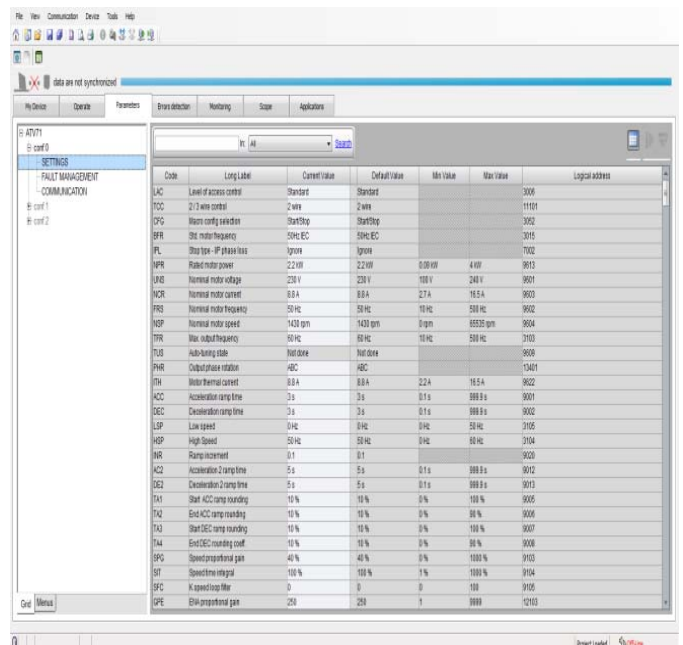 File View Communication Device Tools Help
data are not synchronized
My Device Operate Parameters Errors detection Monitoring Scope Applications
ATV71
conf 0
SETTINGS
FAULT MANAGEMENT
COMMUNICATION
conf 1
conf 2
In: All Search
Code Long Label Current Value Default Value Min Value Max Value Logical address
LAC Level of access control Standard Standard 3006
TCC 2 / 3 wire control 2 wire 2 wire 11101
CFG Macro config selection Start/Stop Start/Stop 3052
BFR Std. motor frequency 50Hz IEC 50Hz IEC 3015
IPL Stop type - I/P phase loss Ignore Ignore 7002
NPR Rated motor power 2.2 kW 2.2 kW 0.09 kW 4 kW 9613
UNS Nominal motor voltage 230 V 230 V 100 V 240 V 9601
NCR Nominal motor current 8.8 A 8.8 A 2.7 A 16.5 A 9603
FRS Nominal motor frequency 50 Hz 50 Hz 10 Hz 500 Hz 9602
NSP Nominal motor speed 1430 rpm 1430 rpm 0 rpm 65535 rpm 9604
TFR Max. output frequency 60 Hz 60 Hz 10 Hz 500 Hz 3103
TUS Auto-tuning state Not done Not done 9609
PHR Output phase rotation ABC ABC 13401
ITH Motor thermal current 8.8 A 8.8 A 2.2 A 16.5 A 9622
ACC Acceleration ramp time 3 s 3 s 0.1 s 999.9 s 9001
DEC Deceleration ramp time 3 s 3 s 0.1 s 999.9 s 9002
LSP Low speed 0 Hz 0 Hz 0 Hz 50 Hz 3105
HSP High Speed 50 Hz 50 Hz 0 Hz 60 Hz 3104
INR Ramp increment 0.1 0.1 9020
AC2 Acceleration 2 ramp time 5 s 5 s 0.1 s 999.9 s 9012
DE2 Deceleration 2 ramp time 5 s 5 s 0.1 s 999.9 s 9013
TA1 Start ACC ramp rounding 10 % 10 % 0 % 100 % 9005
TA2 End ACC ramp rounding 10 % 10 % 0 % 90 % 9006
TA3 Start DEC ramp rounding 10 % 10 % 0 % 100 % 9007
TA4 End DEC rounding coeff. 10 % 10 % 0 % 90 % 9008
SPG Speed proportional gain 40 % 40 % 0 % 1000 % 9103
SIT Speed time integral 100 % 100 % 1 % 1000 % 9104
SFC K speed loop filter 0 0 0 100 9105
GPE ENA proportional gain 250 250 1 9999 12103
Grid Menus
Project Loaded